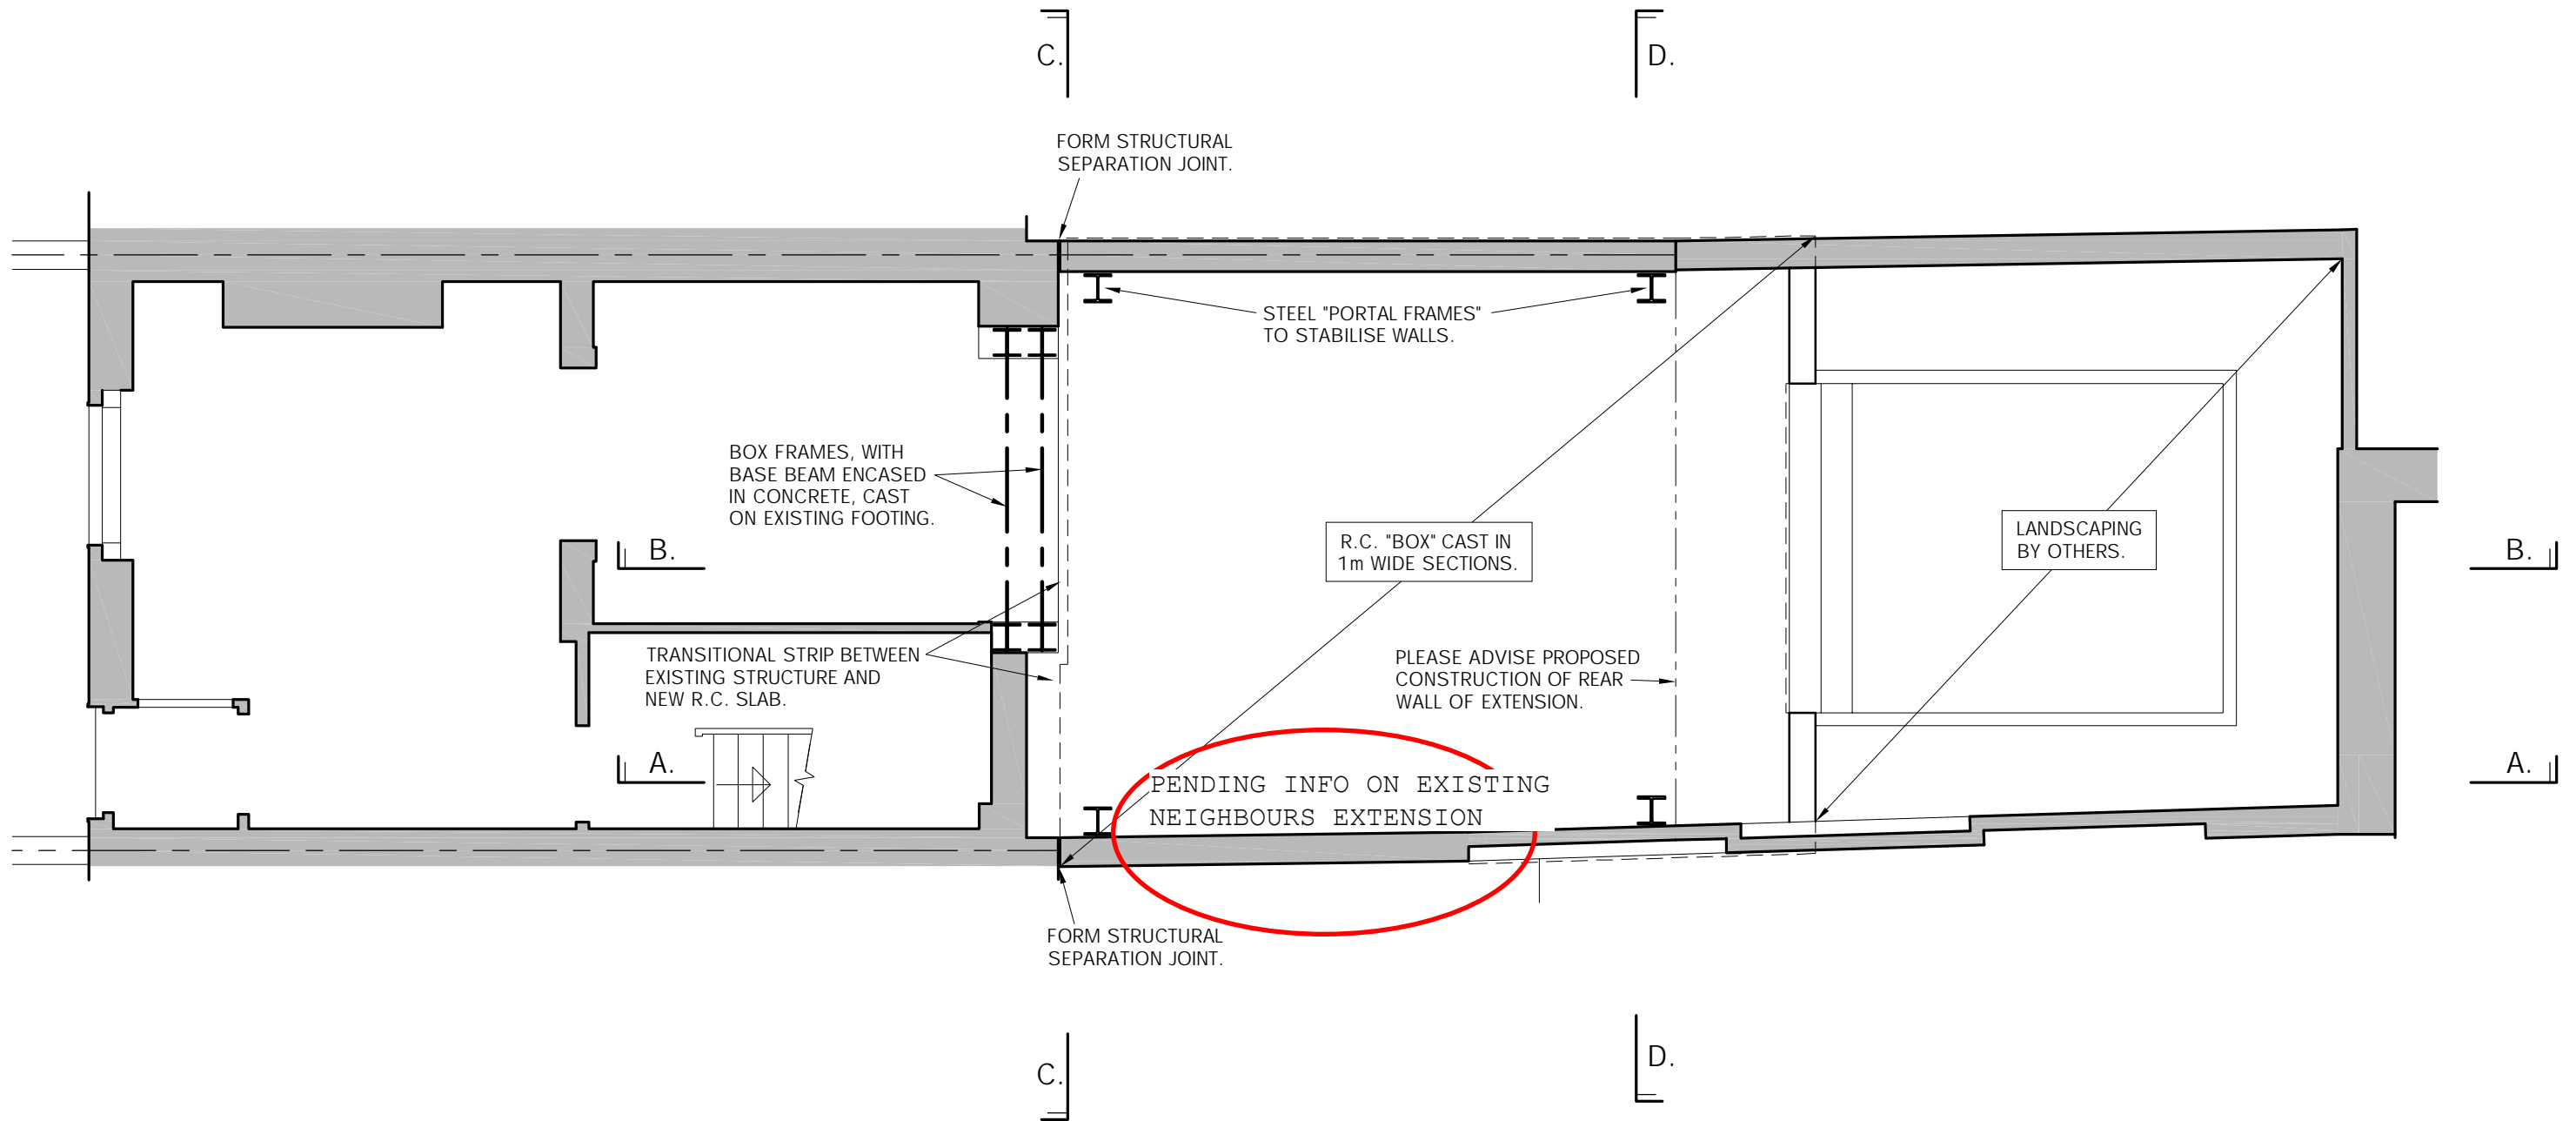 C.
D.
FORM STRUCTURAL
SEPARATION JOINT.
STEEL "PORTAL FRAMES"
TO STABILISE WALLS.
BOX FRAMES, WITH
BASE BEAM ENCASED
IN CONCRETE, CAST
ON EXISTING FOOTING.
R.C. "BOX" CAST IN
1m WIDE SECTIONS.
LANDSCAPING
BY OTHERS.
B.
B.
TRANSITIONAL STRIP BETWEEN
EXISTING STRUCTURE AND
NEW R.C. SLAB.
PLEASE ADVISE PROPOSED
CONSTRUCTION OF REAR
WALL OF EXTENSION.
A.
A.
PENDING INFO ON EXISTING
NEIGHBOURS EXTENSION
FORM STRUCTURAL
SEPARATION JOINT.
C.
D.